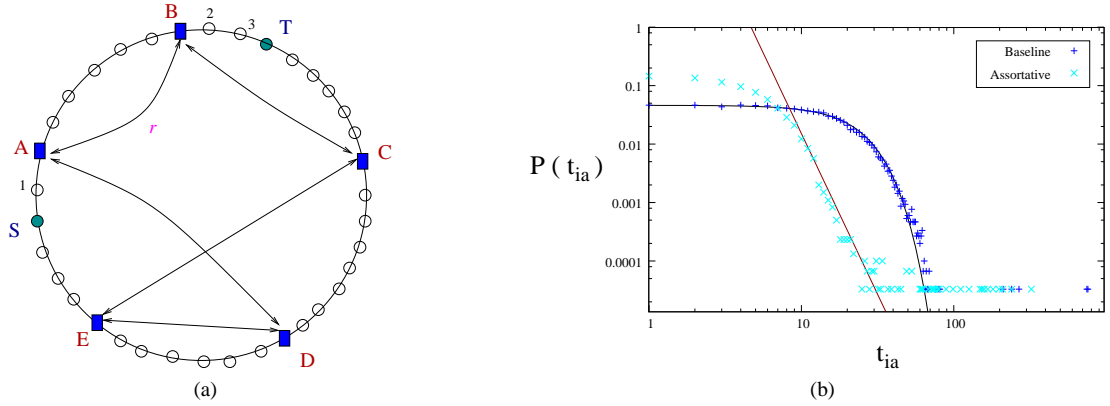 B
2
3
T
A
r
C
1
S
E
D
(a)
1
0.1
0.01
0.001
0.0001
P ( t_ia )
Baseline
Assortative
1 10 100
t_ia
(b)